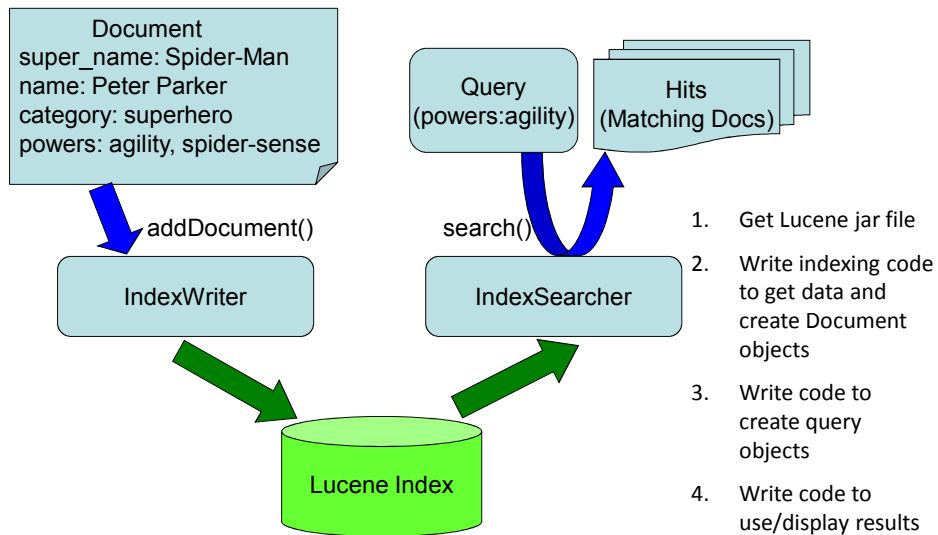 Document
super_name: Spider-Man
name: Peter Parker
category: superhero
powers: agility, spider-sense
Query
(powers:agility)
Hits
(Matching Docs)
addDocument()
search()
IndexWriter
IndexSearcher
Lucene Index
1. Get Lucene jar file
2. Write indexing code
to get data and
create Document
objects
3. Write code to
create query
objects
4. Write code to
use/display results